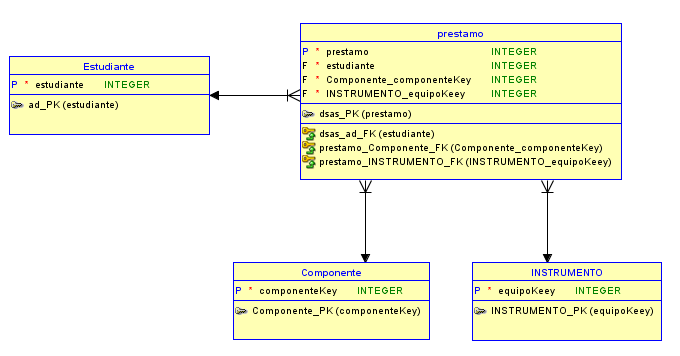 prestamo
P * prestamo INTEGER
F * estudiante INTEGER
F * Componente_componenteKey INTEGER
F * INSTRUMENTO_equipoKeey INTEGER
dsas_PK (prestamo)
dsas_ad_FK (estudiante)
prestamo_Componente_FK (Componente_componenteKey)
prestamo_INSTRUMENTO_FK (INSTRUMENTO_equipoKeey)
Estudiante
P * estudiante INTEGER
ad_PK (estudiante)
Componente
P * componenteKey INTEGER
Componente_PK (componenteKey)
INSTRUMENTO
P * equipoKeey INTEGER
INSTRUMENTO_PK (equipoKeey)